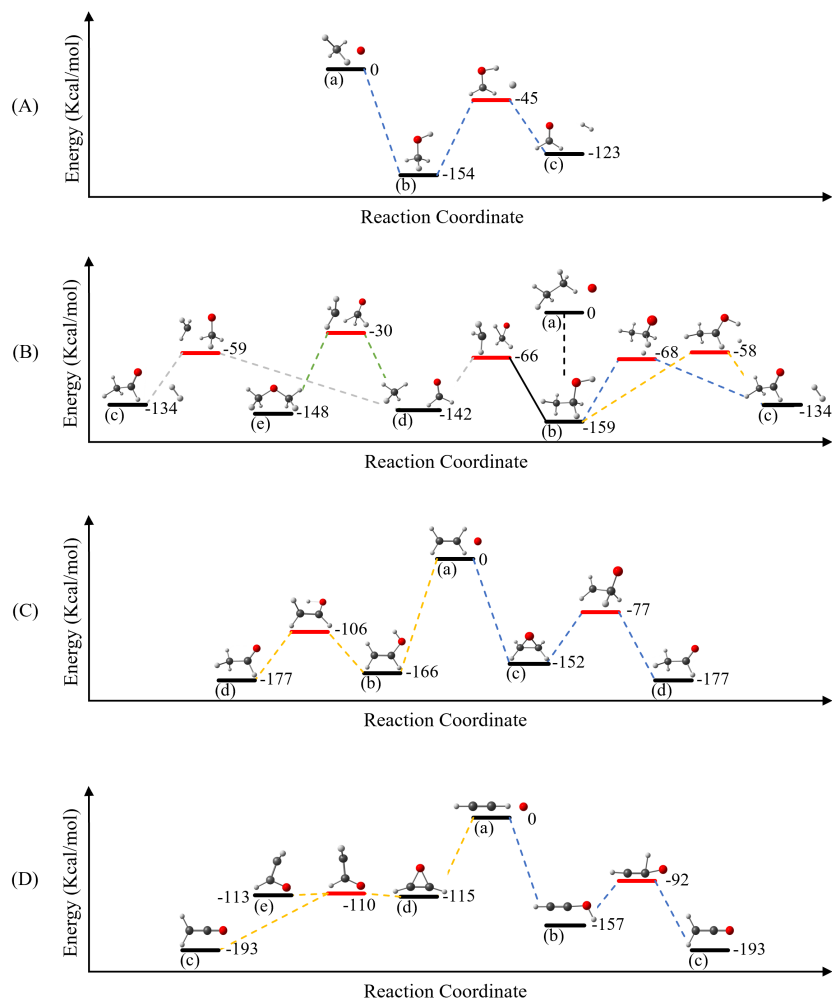 (A)
Energy (Kcal/mol)
(a)
0
(b)
-154
-45
(c)
-123
Reaction Coordinate
(B)
Energy (Kcal/mol)
(c)
-134
-59
(e)
-148
-30
(d)
-142
-66
(a)
0
(b)
-159
-68
-58
(c)
-134
Reaction Coordinate
(C)
Energy (Kcal/mol)
(d)
-177
-106
(b)
-166
(a)
0
(c)
-152
-77
(d)
-177
Reaction Coordinate
(D)
Energy (Kcal/mol)
(c)
-193
-113
(e)
-110
(d)
-115
(a)
0
(b)
-157
-92
(c)
-193
Reaction Coordinate